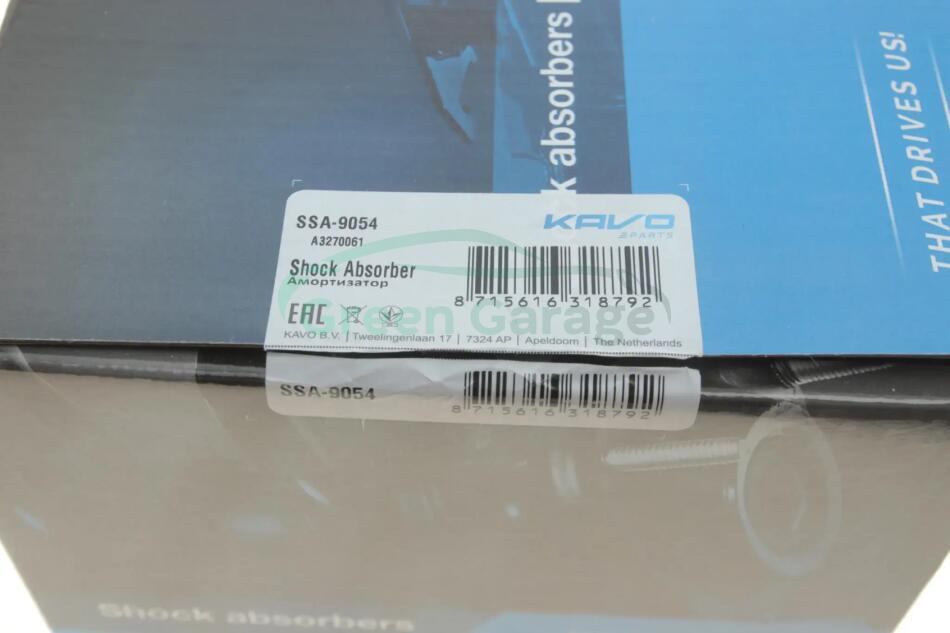 absorbers
THAT DRIVES US!
SSA-9054
KAVO
PARTS
A3270061
Shock Absorber
Амортизатор
8 715616 318792
EAC
Green Garage
KAVO B.V. | Tweelingenlaan 17 | 7324 AP | Apeldoorn | The Netherlands
SSA-9054
8 715616 318792
Shock absorbers